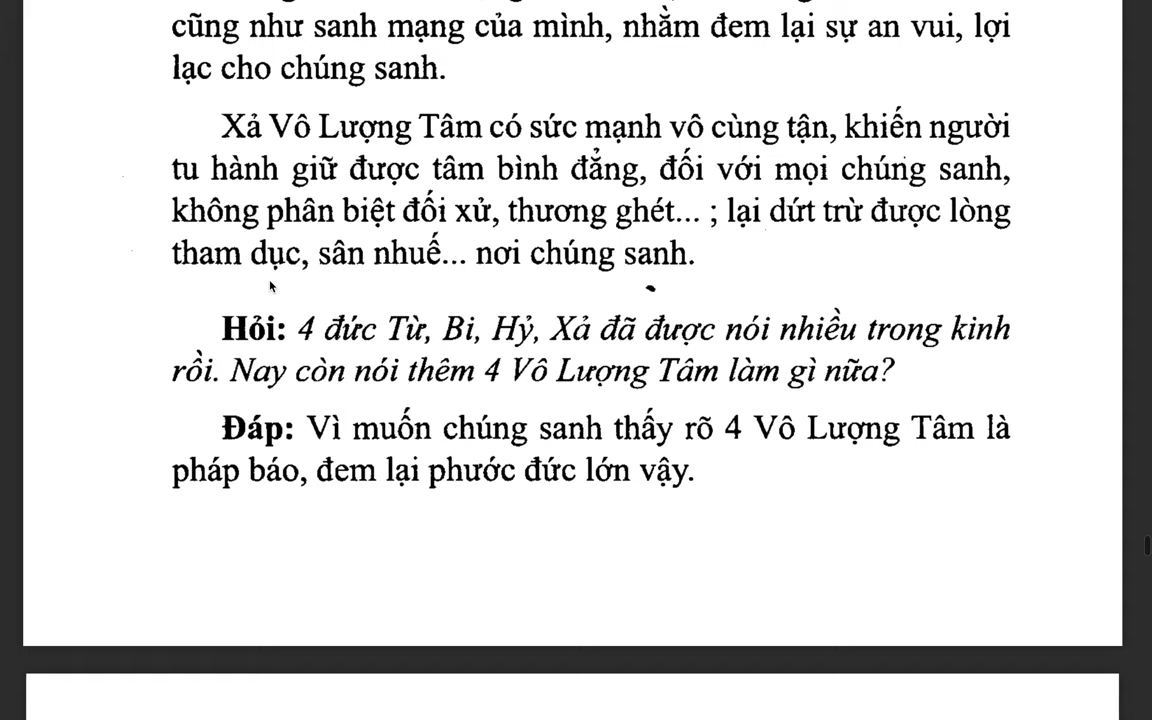 cũng như sanh mạng của mình, nhằm đem lại sự an vui, lợi
lạc cho chúng sanh.
Xả Vô Lượng Tâm có sức mạnh vô cùng tận, khiến người
tu hành giữ được tâm bình đẳng, đối với mọi chúng sanh,
không phân biệt đối xử, thương ghét... ; lại dứt trừ được lòng
tham dục, sân nhuế... nơi chúng sanh.
Hỏi: 4 đức Từ, Bi, Hỷ, Xả đã được nói nhiều trong kinh
rồi. Nay còn nói thêm 4 Vô Lượng Tâm làm gì nữa?
Đáp: Vì muốn chúng sanh thấy rõ 4 Vô Lượng Tâm là
pháp báo, đem lại phước đức lớn vậy.